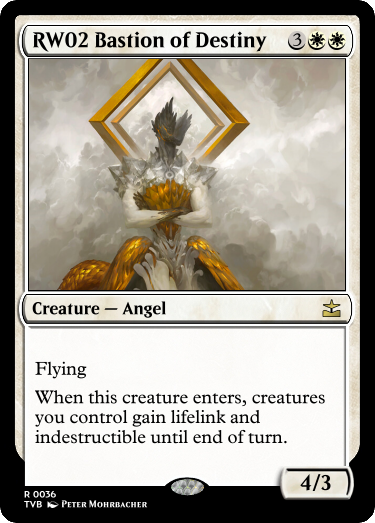 RW02 Bastion of Destiny 3
Creature — Angel
Flying
When this creature enters, creatures
you control gain lifelink and
indestructible until end of turn.
4/3
R 0036
TVB Peter Mohrbacher